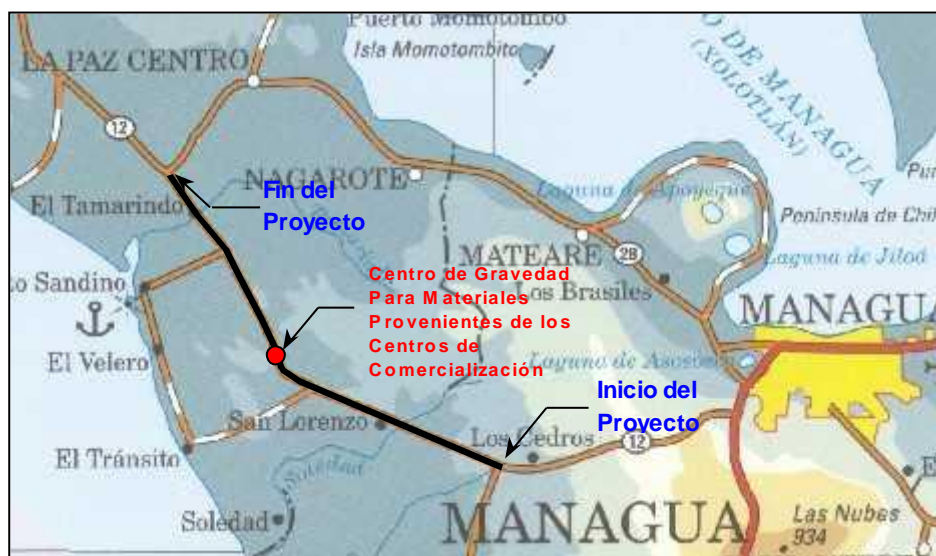 Puerto Momotombo
Isla Momotombito
LA PAZ CENTRO
O DE MANAGUA
(XOLOTLÁN)
12
NAGAROTE
Fin del
Proyecto
El Tamarindo
Laguna de Apoyeque
Península de Chil
MATEARE
28
Laguna de Jiloá
to Sandino
Centro de Gravedad
Para Materiales
Provenientes de los
Centros de
Comercialización
Los Brasiles
MANAGUA
El Velero
Laguna de Asososca
Inicio del
Proyecto
San Lorenzo
Los Cedros
12
El Tránsito
Soledad
Soledad
MANAGUA
Las Nubes
934